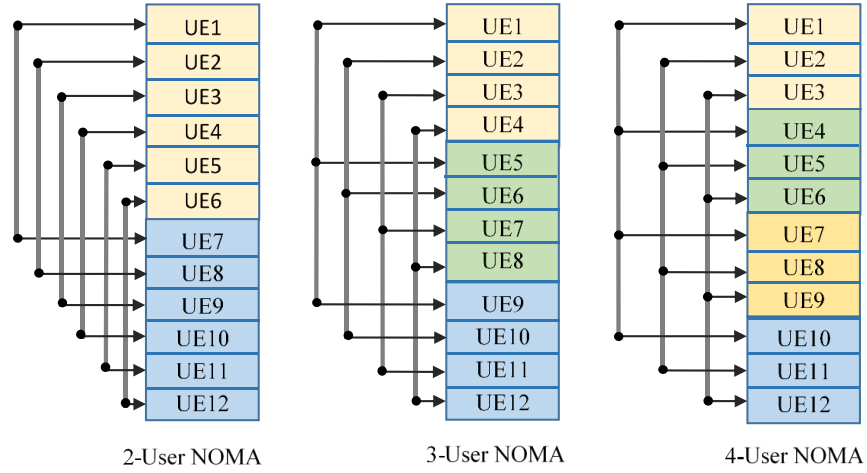 UE1
UE2
UE3
UE4
UE5
UE6
UE7
UE8
UE9
UE10
UE11
UE12
2-User NOMA
UE1
UE2
UE3
UE4
UE5
UE6
UE7
UE8
UE9
UE10
UE11
UE12
3-User NOMA
UE1
UE2
UE3
UE4
UE5
UE6
UE7
UE8
UE9
UE10
UE11
UE12
4-User NOMA